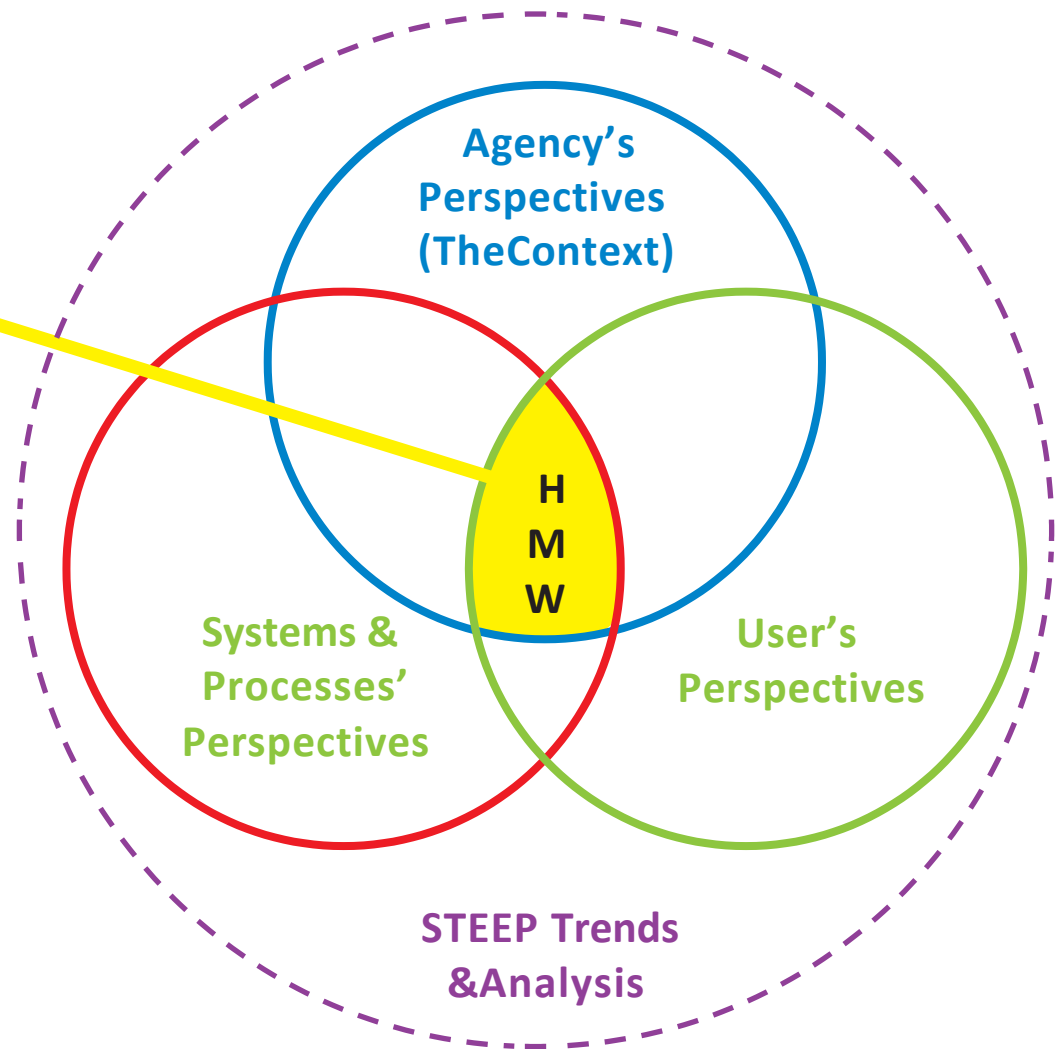 Agency’s
Perspectives
(TheContext)
H
M
W
Systems &
Processes’
Perspectives
User’s
Perspectives
STEEP Trends
&Analysis